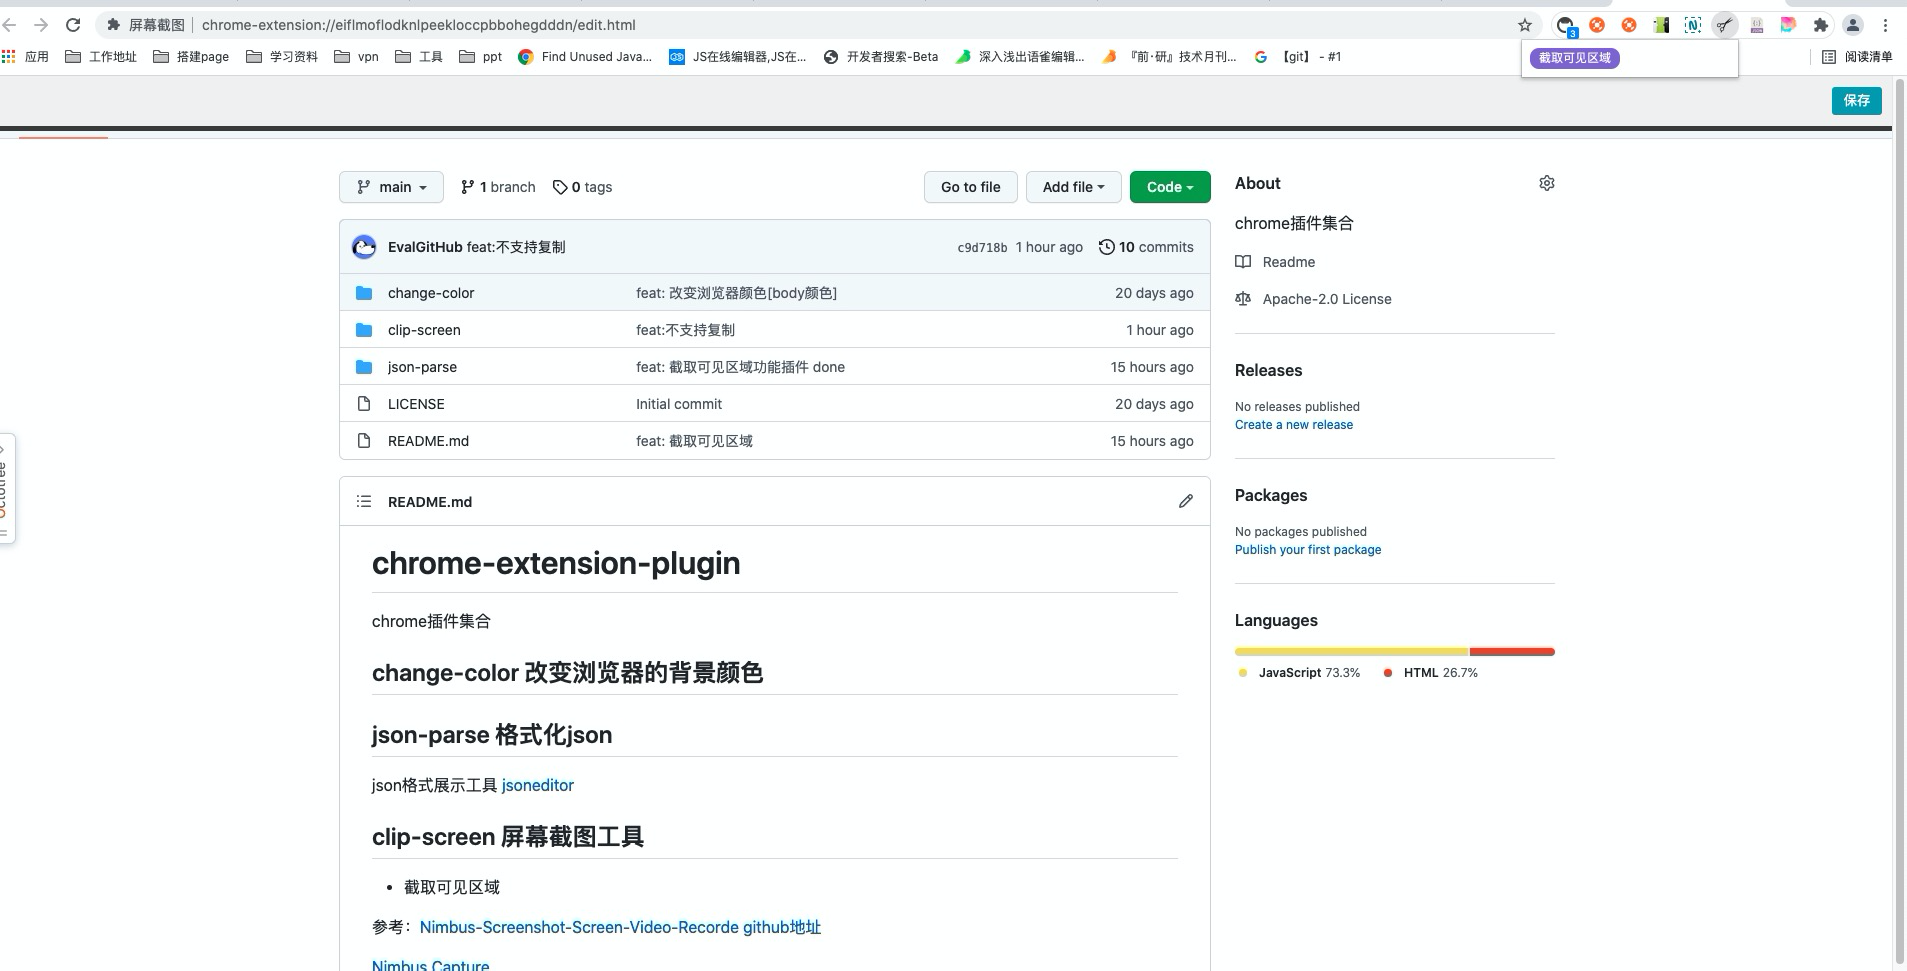 屏幕截图 chrome-extension://eiflmoflodknlpeekloccpbbohegdddn/edit.html
3
应用 工作地址 搭建page 学习资料 vpn 工具 ppt Find Unused Java... JS在线编辑器,JS在... 开发者搜索-Beta 深入浅出语雀编辑... 『前·研』技术月刊... 【git】 - #1 阅读清单
截取可见区域
保存
main 1 branch 0 tags Go to file Add file Code
EvalGitHub feat:不支持复制 c9d718b 1 hour ago 10 commits
change-color feat: 改变浏览器颜色[body颜色] 20 days ago
clip-screen feat:不支持复制 1 hour ago
json-parse feat: 截取可见区域功能插件 done 15 hours ago
LICENSE Initial commit 20 days ago
README.md feat: 截取可见区域 15 hours ago
Octotree
README.md
chrome-extension-plugin
chrome插件集合
change-color 改变浏览器的背景颜色
json-parse 格式化json
json格式展示工具 jsoneditor
clip-screen 屏幕截图工具
• 截取可见区域
参考：Nimbus-Screenshot-Screen-Video-Recorde github地址
Nimbus Capture
About
chrome插件集合
Readme
Apache-2.0 License
Releases
No releases published
Create a new release
Packages
No packages published
Publish your first package
Languages
JavaScript 73.3% HTML 26.7%